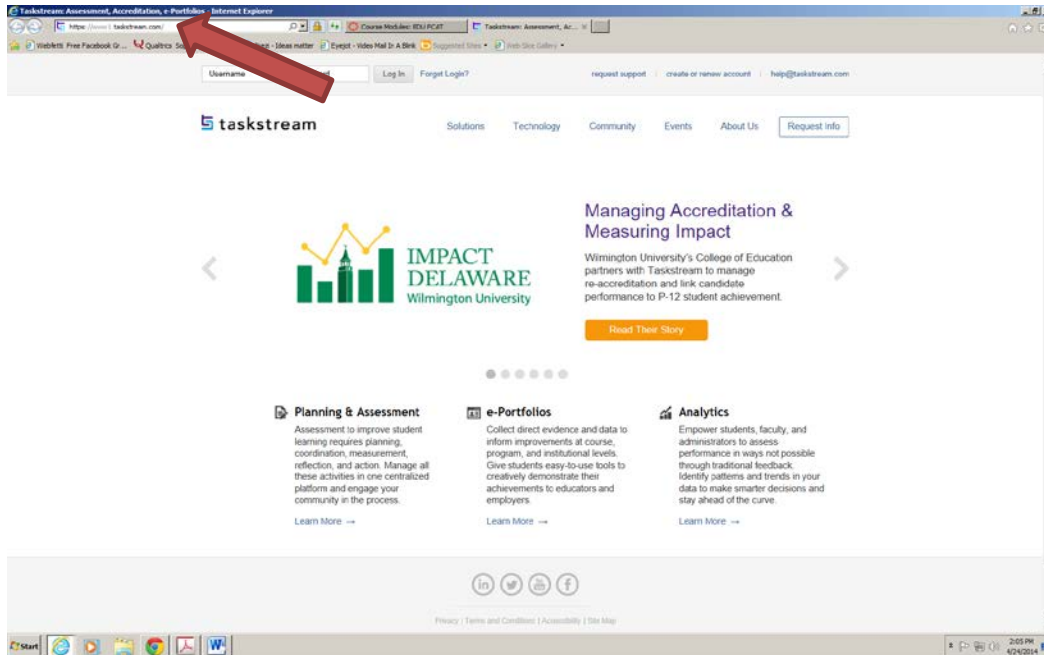 Taskstream: Assessment, Accreditation, e-Portfolios - Internet Explorer
https://www1.taskstream.com/
Course Modules: EDU PCAT
Taskstream: Assessment, Ac...
Webfetti Free Facebook Gr...
Qualtrics
Ideas matter
Eyejot - Video Mail In A Blink
Suggested Sites
Web Slice Gallery
Username
Log In
Forgot Login?
request support
create or renew account
help@taskstream.com
taskstream
Solutions
Technology
Community
Events
About Us
Request Info
IMPACT
DELAWARE
Wilmington University
Managing Accreditation &
Measuring Impact
Wilmington University's College of Education
partners with Taskstream to manage
re-accreditation and link candidate
performance to P-12 student achievement.
Read Their Story
Planning & Assessment
Assessment to improve student
learning requires planning,
coordination, measurement,
reflection, and action. Manage all
these activities in one centralized
platform and engage your
community in the process.
Learn More →
e-Portfolios
Collect direct evidence and data to
inform improvements at course,
program, and institutional levels.
Give students easy-to-use tools to
creatively demonstrate their
achievements to educators and
employers.
Learn More →
Analytics
Empower students, faculty, and
administrators to assess
performance in ways not possible
through traditional feedback.
Identify patterns and trends in your
data to make smarter decisions and
stay ahead of the curve.
Learn More →
Privacy | Terms and Conditions | Accessibility | Site Map
Start
2:05 PM
4/24/2014